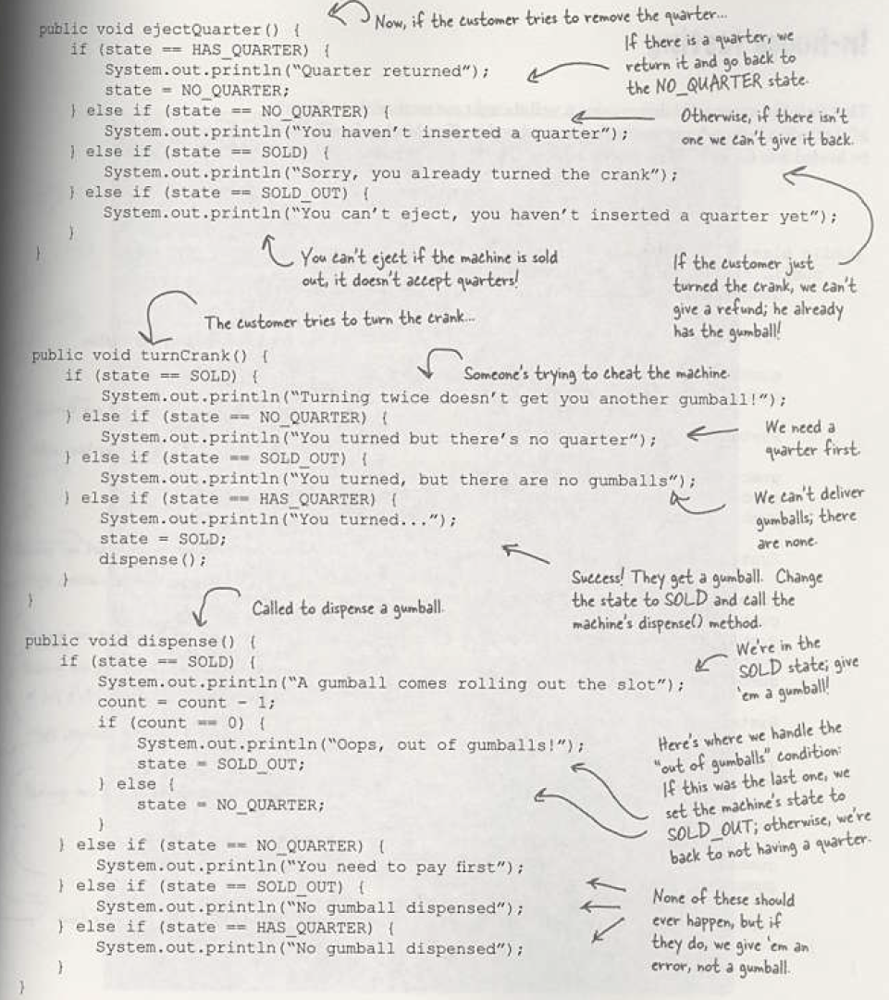 Now, if the customer tries to remove the quarter...
public void ejectQuarter() {
if (state == HAS_QUARTER) {
System.out.println(“Quarter returned”);
state = NO_QUARTER;
If there is a quarter, we
return it and go back to
the NO_QUARTER state.
} else if (state == NO_QUARTER) {
System.out.println(“You haven’t inserted a quarter”);
Otherwise, if there isn't
one we can't give it back.
} else if (state == SOLD) {
System.out.println(“Sorry, you already turned the crank”);
} else if (state == SOLD_OUT) {
System.out.println(“You can’t eject, you haven’t inserted a quarter yet”);
}
}
You can't eject if the machine is sold
out, it doesn't accept quarters!
If the customer just
turned the crank, we can't
give a refund; he already
has the gumball!
The customer tries to turn the crank...
public void turnCrank() {
if (state == SOLD) {
Someone's trying to cheat the machine.
System.out.println(“Turning twice doesn’t get you another gumball!”);
} else if (state == NO_QUARTER) {
System.out.println(“You turned but there’s no quarter”);
We need a
quarter first.
} else if (state == SOLD_OUT) {
System.out.println(“You turned, but there are no gumballs”);
We can't deliver
gumballs; there
are none.
} else if (state == HAS_QUARTER) {
System.out.println(“You turned...”);
state = SOLD;
dispense();
}
}
Success! They get a gumball. Change
the state to SOLD and call the
machine's dispense() method.
Called to dispense a gumball.
public void dispense() {
if (state == SOLD) {
System.out.println(“A gumball comes rolling out the slot”);
We're in the
SOLD state; give
'em a gumball!
count = count - 1;
if (count == 0) {
System.out.println(“Oops, out of gumballs!”);
state = SOLD_OUT;
} else {
state = NO_QUARTER;
}
Here's where we handle the
"out of gumballs" condition:
If this was the last one, we
set the machine's state to
SOLD_OUT; otherwise, we're
back to not having a quarter.
} else if (state == NO_QUARTER) {
System.out.println(“You need to pay first”);
} else if (state == SOLD_OUT) {
System.out.println(“No gumball dispensed”);
} else if (state == HAS_QUARTER) {
System.out.println(“No gumball dispensed”);
}
}
None of these should
ever happen, but if
they do, we give 'em an
error, not a gumball.